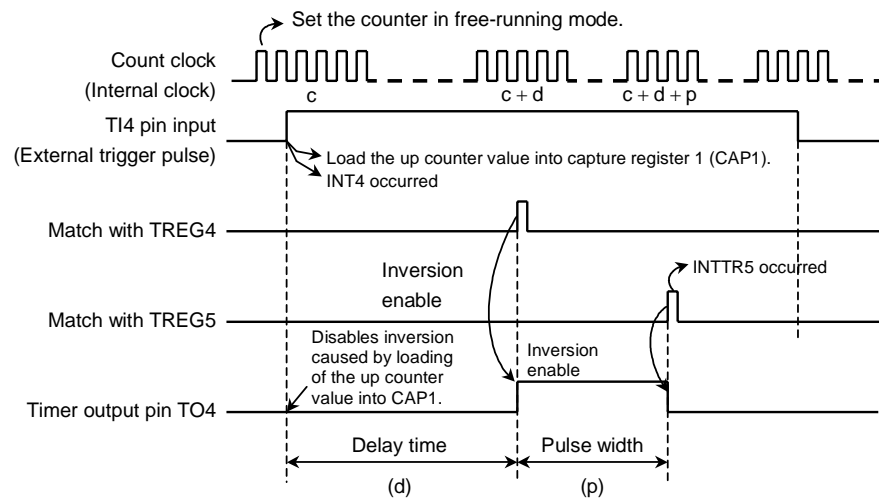 Set the counter in free-running mode.
Count clock
(Internal clock)
c
c + d
c + d + p
TI4 pin input
(External trigger pulse)
Load the up counter value into capture register 1 (CAP1).
INT4 occurred
Match with TREG4
Inversion
enable
INTTR5 occurred
Match with TREG5
Disables inversion
caused by loading
of the up counter
value into CAP1.
Inversion
enable
Timer output pin TO4
Delay time
Pulse width
(d)
(p)